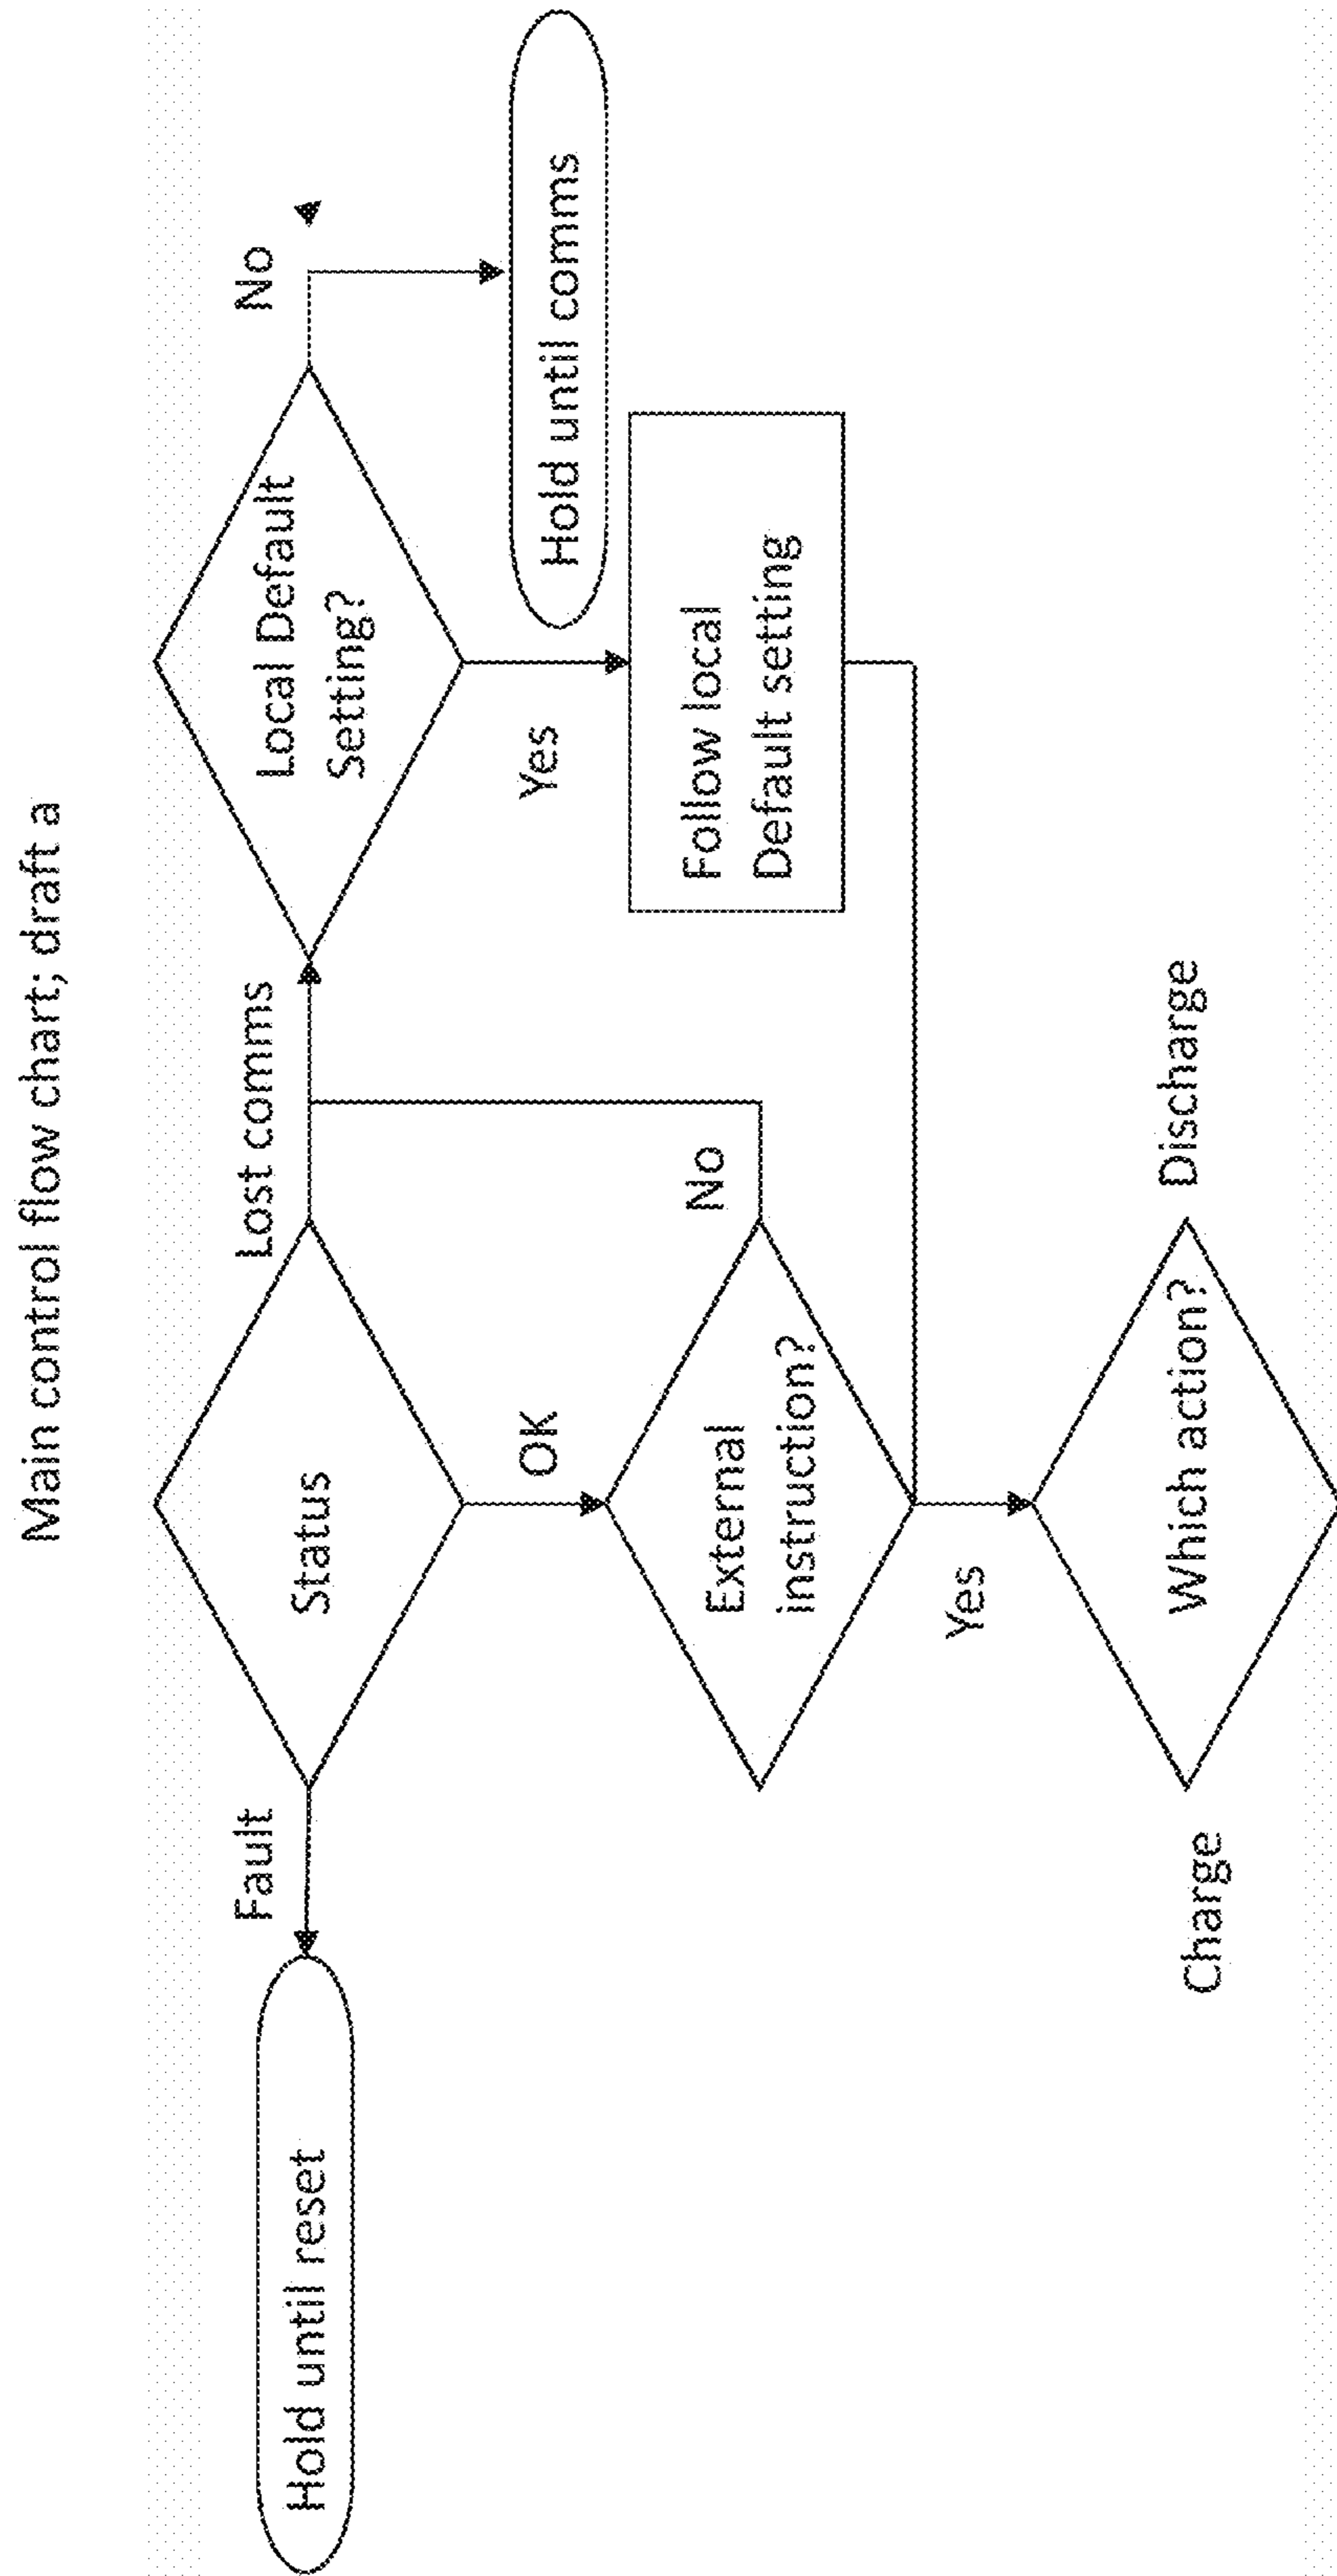 Main control flow chart; draft a
Hold until reset
Fault
Status
Lost comms
Local Default
Setting?
No
OK
Yes
Hold until comms
External
instruction?
No
Follow local
Default setting
Yes
Charge
Which action?
Discharge